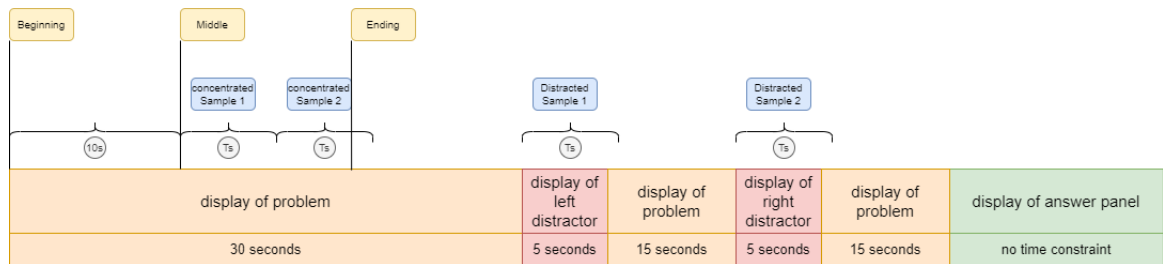 Beginning
Middle
Ending
concentrated
Sample 1
concentrated
Sample 2
Distracted
Sample 1
Distracted
Sample 2
10s
Ts
Ts
Ts
Ts
display of problem
display of
left
distractor
display of
problem
display of
right
distractor
display of
problem
display of answer panel
30 seconds
5 seconds
15 seconds
5 seconds
15 seconds
no time constraint